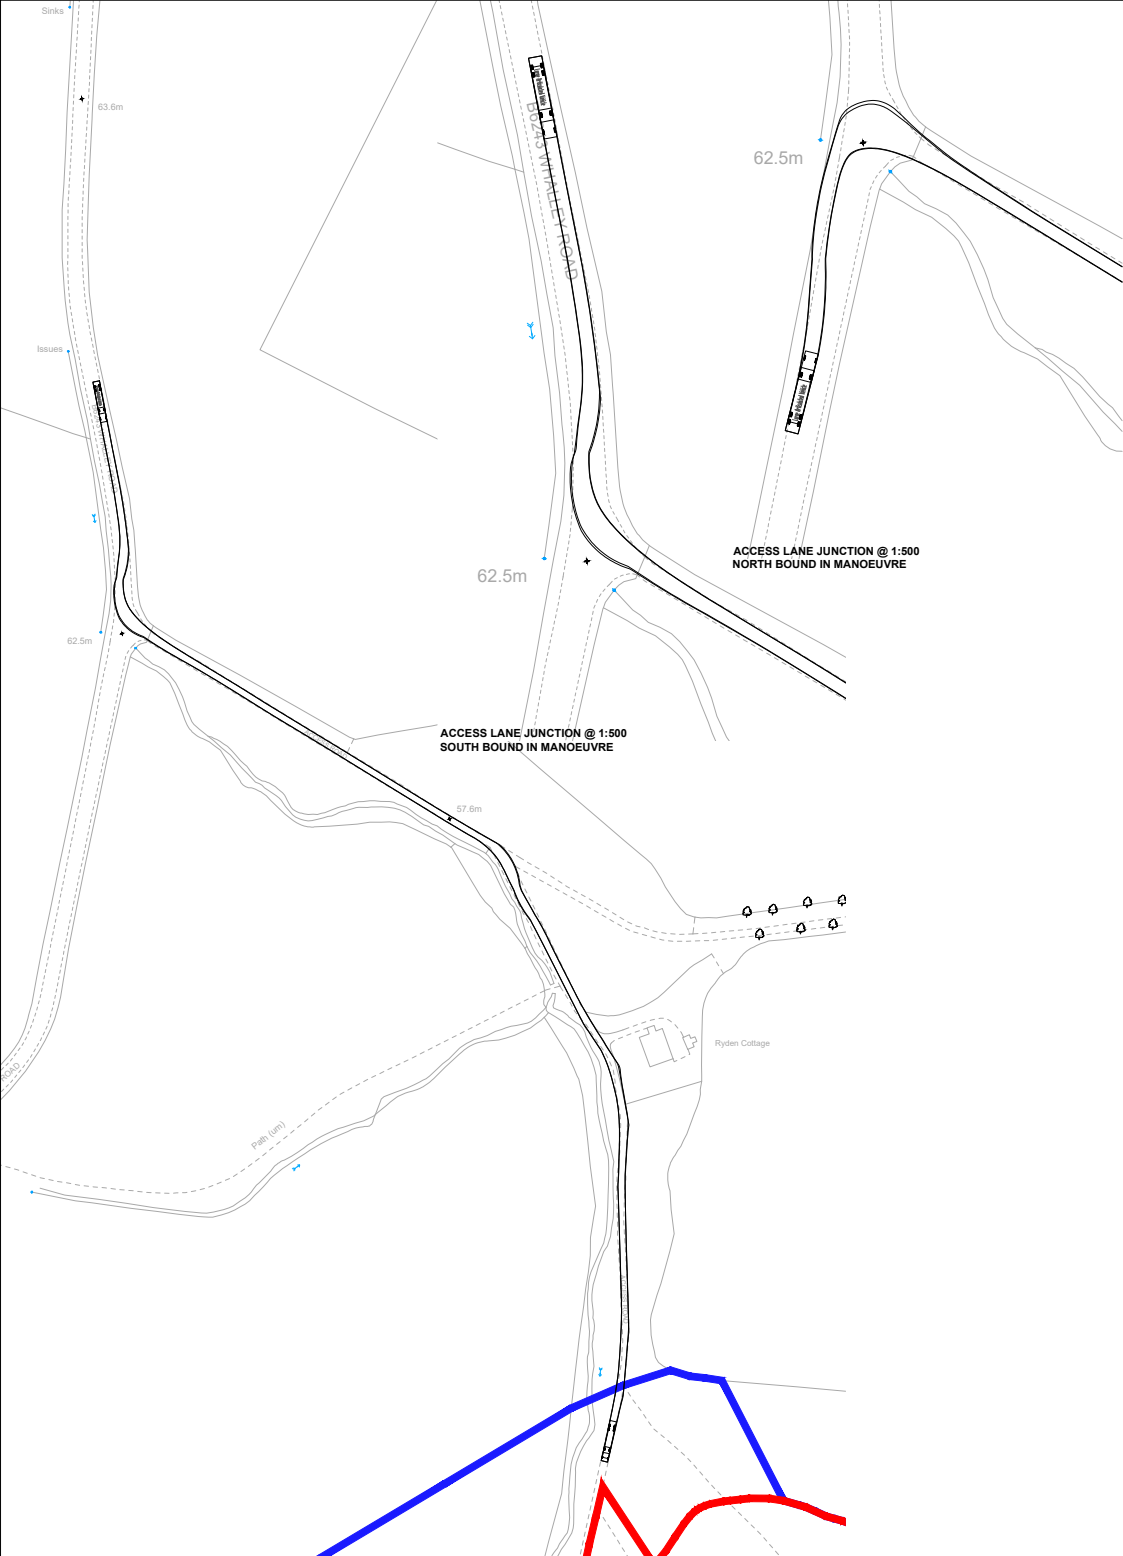 Sinks
63.6m
B6243 WHALLEY ROAD
62.5m
Issues
ACCESS LANE JUNCTION @ 1:500
NORTH BOUND IN MANOEUVRE
62.5m
62.5m
ACCESS LANE JUNCTION @ 1:500
SOUTH BOUND IN MANOEUVRE
57.6m
Ryden Cottage
ROAD
Path (um)